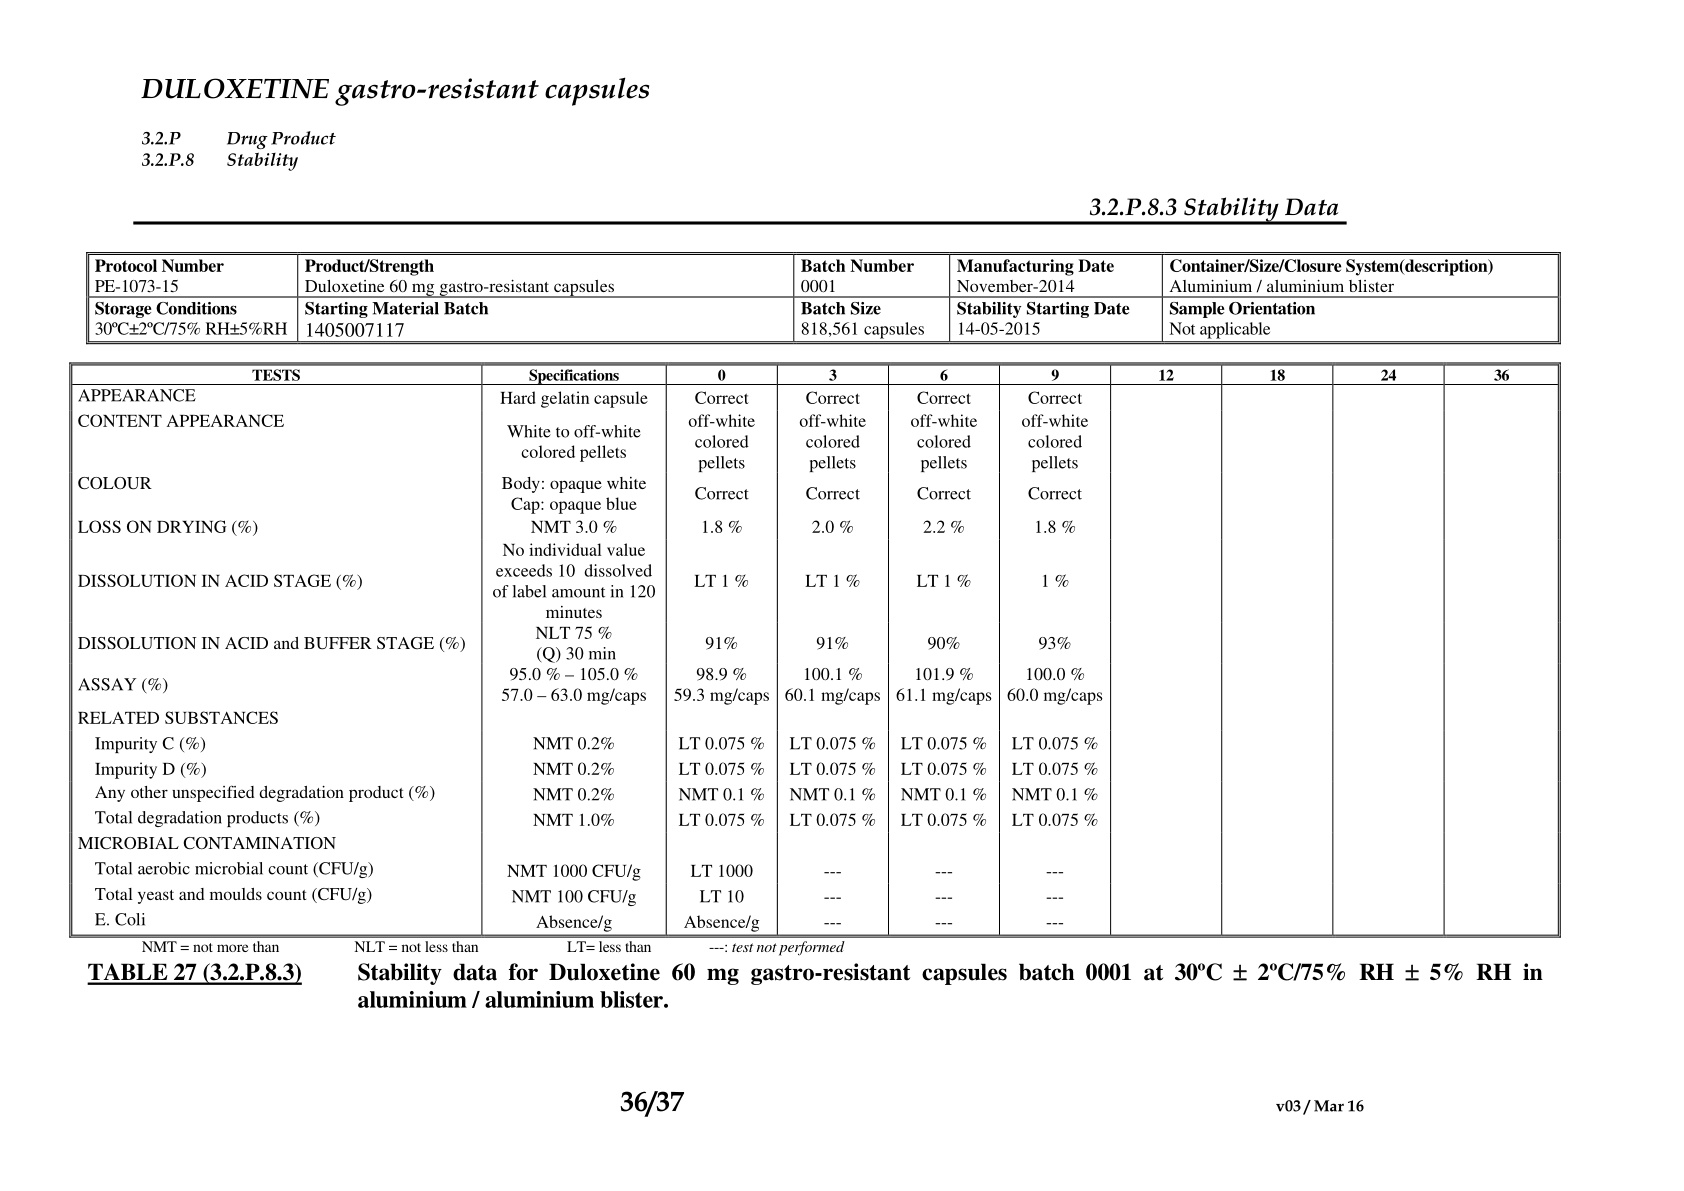 DULOXETINE gastro-resistant capsules
3.2.P Drug Product
3.2.P.8 Stability
3.2.P.8.3 Stability Data
Protocol Number Product/Strength Batch Number Manufacturing Date Container/Size/Closure System(description)
PE-1073-15 Duloxetine 60 mg gastro-resistant capsules 0001 November-2014 Aluminium / aluminium blister
Storage Conditions Starting Material Batch Batch Size Stability Starting Date Sample Orientation
30ºC±2ºC/75% RH±5%RH 1405007117 818,561 capsules 14-05-2015 Not applicable
TESTS Specifications 0 3 6 9 12 18 24 36
APPEARANCE Hard gelatin capsule Correct Correct Correct Correct
CONTENT APPEARANCE White to off-white colored pellets off-white colored pellets off-white colored pellets off-white colored pellets off-white colored pellets
COLOUR Body: opaque white Cap: opaque blue Correct Correct Correct Correct
LOSS ON DRYING (%) NMT 3.0 % 1.8 % 2.0 % 2.2 % 1.8 %
DISSOLUTION IN ACID STAGE (%) No individual value exceeds 10 dissolved of label amount in 120 minutes LT 1 % LT 1 % LT 1 % 1 %
DISSOLUTION IN ACID and BUFFER STAGE (%) NLT 75 % (Q) 30 min 91% 91% 90% 93%
ASSAY (%) 95.0 % – 105.0 % 98.9 % 100.1 % 101.9 % 100.0 %
57.0 – 63.0 mg/caps 59.3 mg/caps 60.1 mg/caps 61.1 mg/caps 60.0 mg/caps
RELATED SUBSTANCES
Impurity C (%) NMT 0.2% LT 0.075 % LT 0.075 % LT 0.075 % LT 0.075 %
Impurity D (%) NMT 0.2% LT 0.075 % LT 0.075 % LT 0.075 % LT 0.075 %
Any other unspecified degradation product (%) NMT 0.2% NMT 0.1 % NMT 0.1 % NMT 0.1 % NMT 0.1 %
Total degradation products (%) NMT 1.0% LT 0.075 % LT 0.075 % LT 0.075 % LT 0.075 %
MICROBIAL CONTAMINATION
Total aerobic microbial count (CFU/g) NMT 1000 CFU/g LT 1000 --- --- ---
Total yeast and moulds count (CFU/g) NMT 100 CFU/g LT 10 --- --- ---
E. Coli Absence/g Absence/g --- --- ---
NMT = not more than NLT = not less than LT= less than ---: test not performed
TABLE 27 (3.2.P.8.3) Stability data for Duloxetine 60 mg gastro-resistant capsules batch 0001 at 30ºC ± 2ºC/75% RH ± 5% RH in
aluminium / aluminium blister.
36/37
v03 / Mar 16